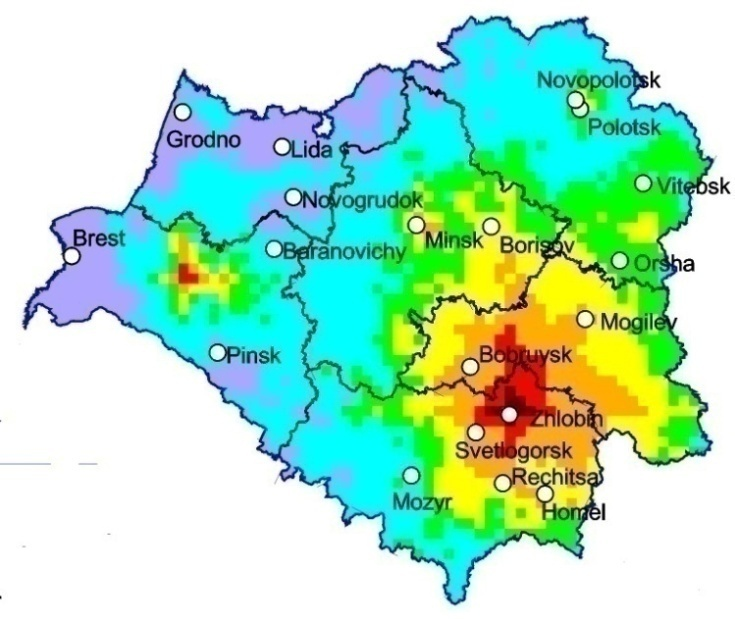 Novopolotsk
Polotsk
Grodno
Lida
Vitebsk
Novogrudok
Brest
Minsk
Borisov
Baranovichy
Orsha
Mogilev
Pinsk
Bobruysk
Zhlobin
Svetlogorsk
Rechitsa
Mozyr
Homel